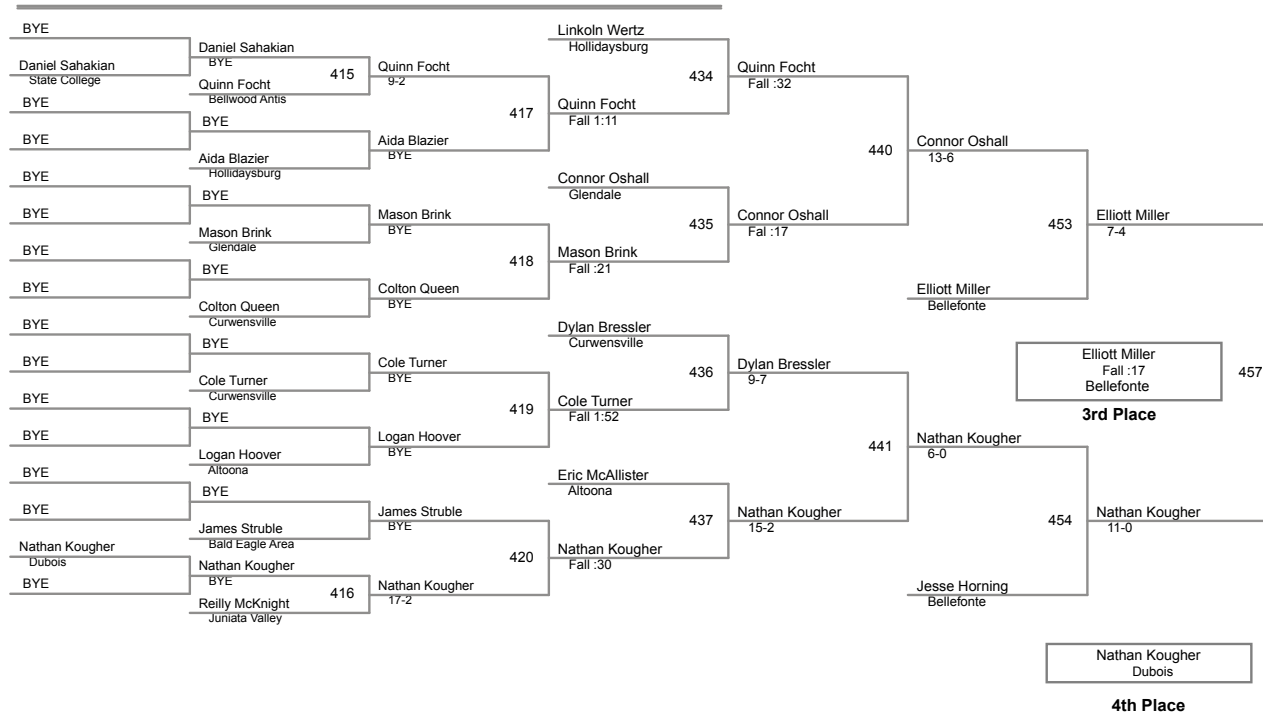 BYE
Daniel Sahakian
State College
BYE
BYE
BYE
BYE
BYE
BYE
BYE
BYE
BYE
BYE
BYE
BYE
Nathan Kougher
Dubois
BYE
Daniel Sahakian
BYE
415
Quinn Focht
Bellwood Antis
BYE
Aida Blazier
Hollidaysburg
BYE
Mason Brink
Glendale
BYE
Colton Queen
Curwensville
BYE
Cole Turner
Curwensville
BYE
Logan Hoover
Altoona
BYE
James Struble
Bald Eagle Area
Nathan Kougher
BYE
416
Reilly McKnight
Juniata Valley
Quinn Focht
9-2
417
Aida Blazier
BYE
Mason Brink
BYE
418
Colton Queen
BYE
Cole Turner
BYE
419
Logan Hoover
BYE
James Struble
BYE
420
Nathan Kougher
17-2
Linkoln Wertz
Hollidaysburg
434
Quinn Focht
Fall 1:11
Connor Oshall
Glendale
435
Mason Brink
Fall :21
Dylan Bressler
Curwensville
436
Cole Turner
Fall 1:52
Eric McAllister
Altoona
437
Nathan Kougher
Fall :30
Quinn Focht
Fall :32
440
Connor Oshall
Fal :17
Dylan Bressler
9-7
441
Nathan Kougher
15-2
Connor Oshall
13-6
453
Elliott Miller
Bellefonte
Nathan Kougher
6-0
454
Jesse Horning
Bellefonte
Elliott Miller
7-4
Elliott Miller
Fall :17
Bellefonte
457
3rd Place
Nathan Kougher
11-0
Nathan Kougher
Dubois
4th Place